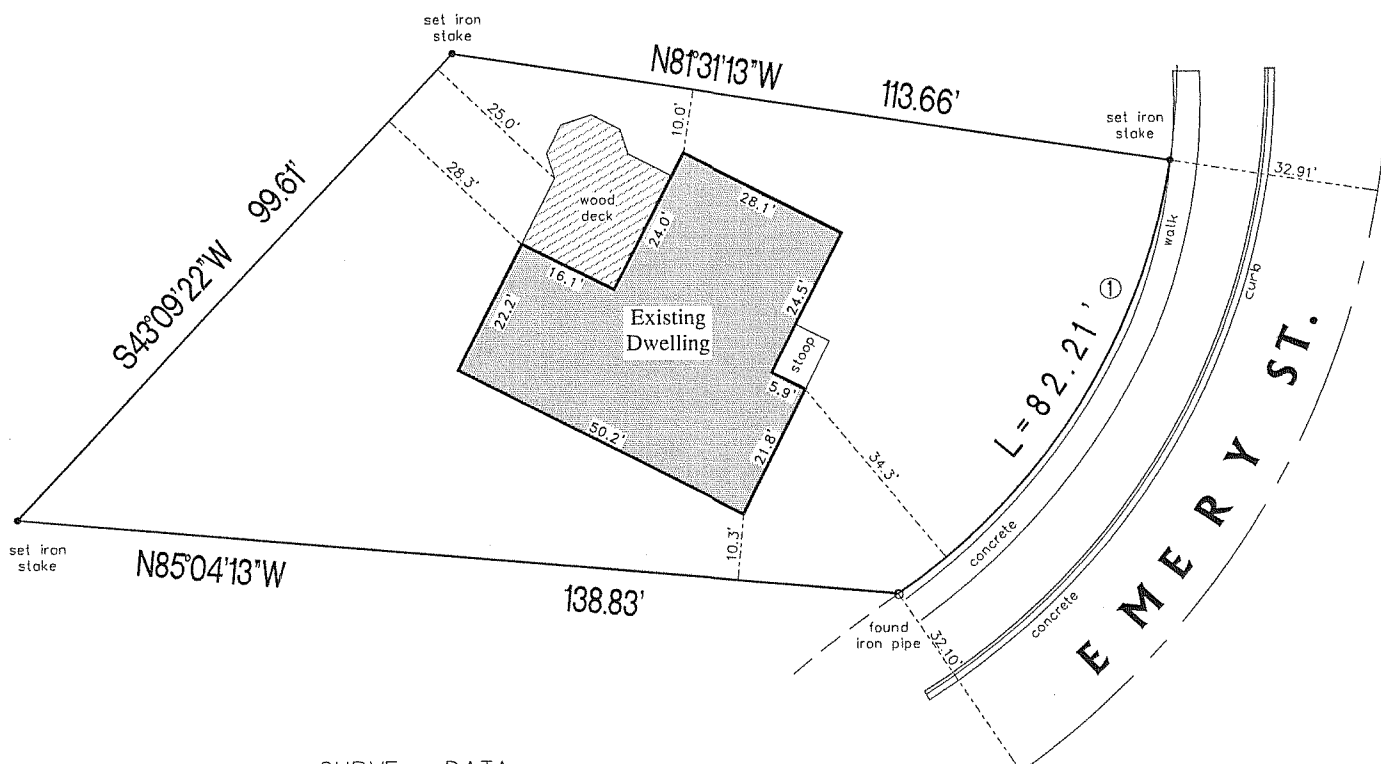 set iron
stake
N81°31'13"W 113.66'
set iron
stake
32.91'
25.0'
10.0'
28.3'
wood
deck
28.1'
24.0'
S43°09'22"W 99.61'
16.1'
22.2'
Existing
Dwelling
24.5'
stoop
5.9'
walk
curb
L=82.21' ①
50.2'
21.8'
34.3'
EMERY ST.
set iron
stake
N85°04'13"W 138.83'
10.3'
concrete
concrete
found
iron pipe
32.10'